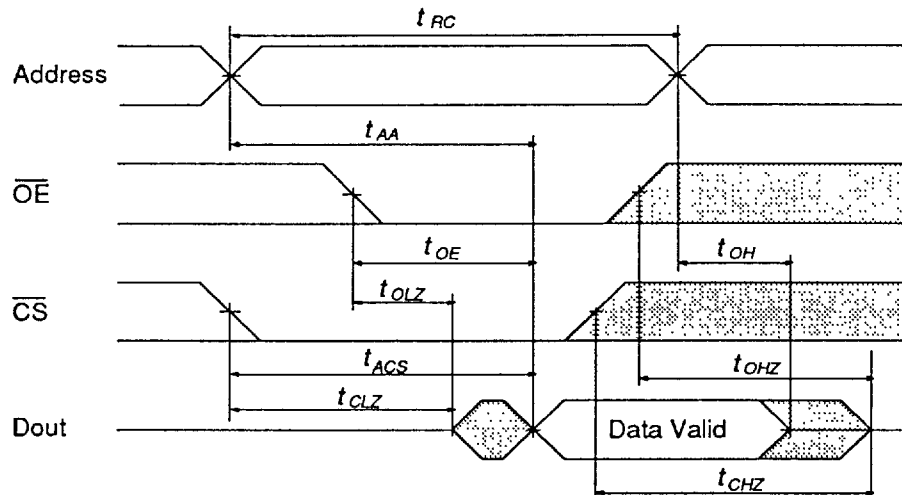 t RC
Address
t AA
OE
t OE
t OH
t OLZ
CS
t ACS
t OHZ
t CLZ
Dout
Data Valid
t CHZ